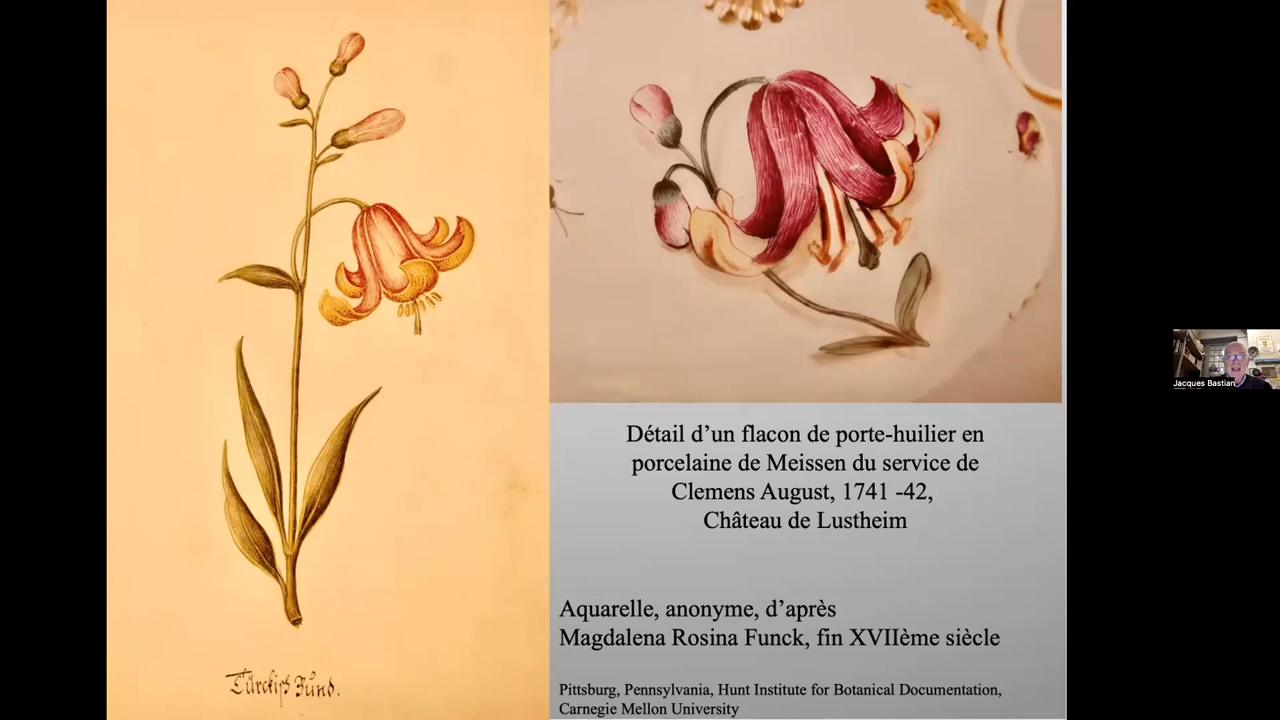 Türckisch Bund.
Détail d’un flacon de porte-huilier en
porcelaine de Meissen du service de
Clemens August, 1741 -42,
Château de Lustheim
Aquarelle, anonyme, d’après
Magdalena Rosina Funck, fin XVIIème siècle
Pittsburg, Pennsylvania, Hunt Institute for Botanical Documentation,
Carnegie Mellon University
Jacques Bastian